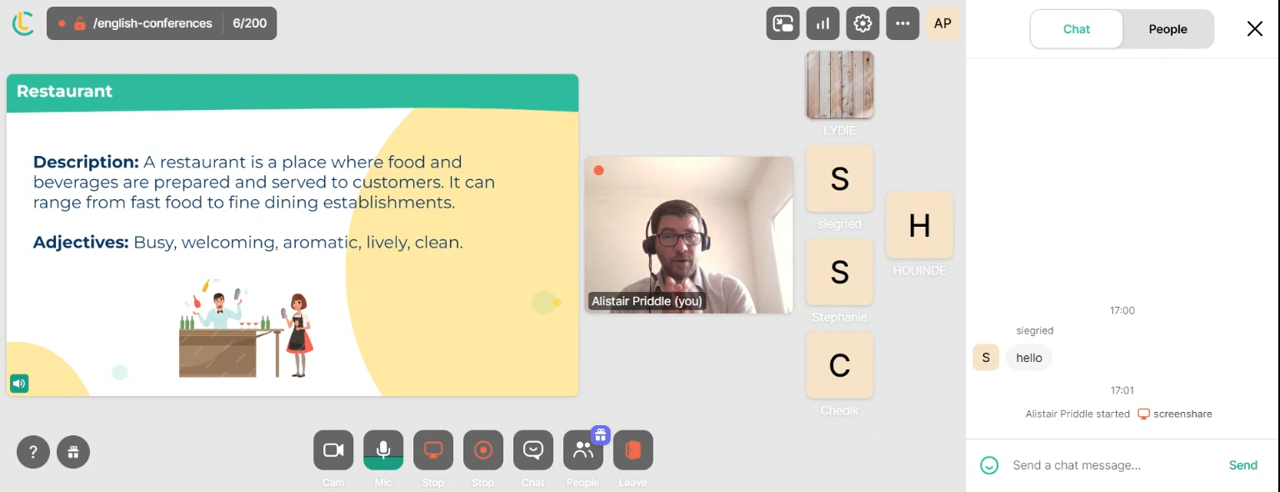 /english-conferences 6/200
AP
Restaurant
Description: A restaurant is a place where food and
beverages are prepared and served to customers. It can
range from fast food to fine dining establishments.
Adjectives: Busy, welcoming, aromatic, lively, clean.
Alistair Priddle (you)
LYDIE
S
siegried
S
Stephanie
C
Chedik
H
HOUINDE
?
Cam
Mic
Stop
Stop
Chat
People
Leave
Chat
People
17:00
siegried
S
hello
17:01
Alistair Priddle started screenshare
Send a chat message...
Send